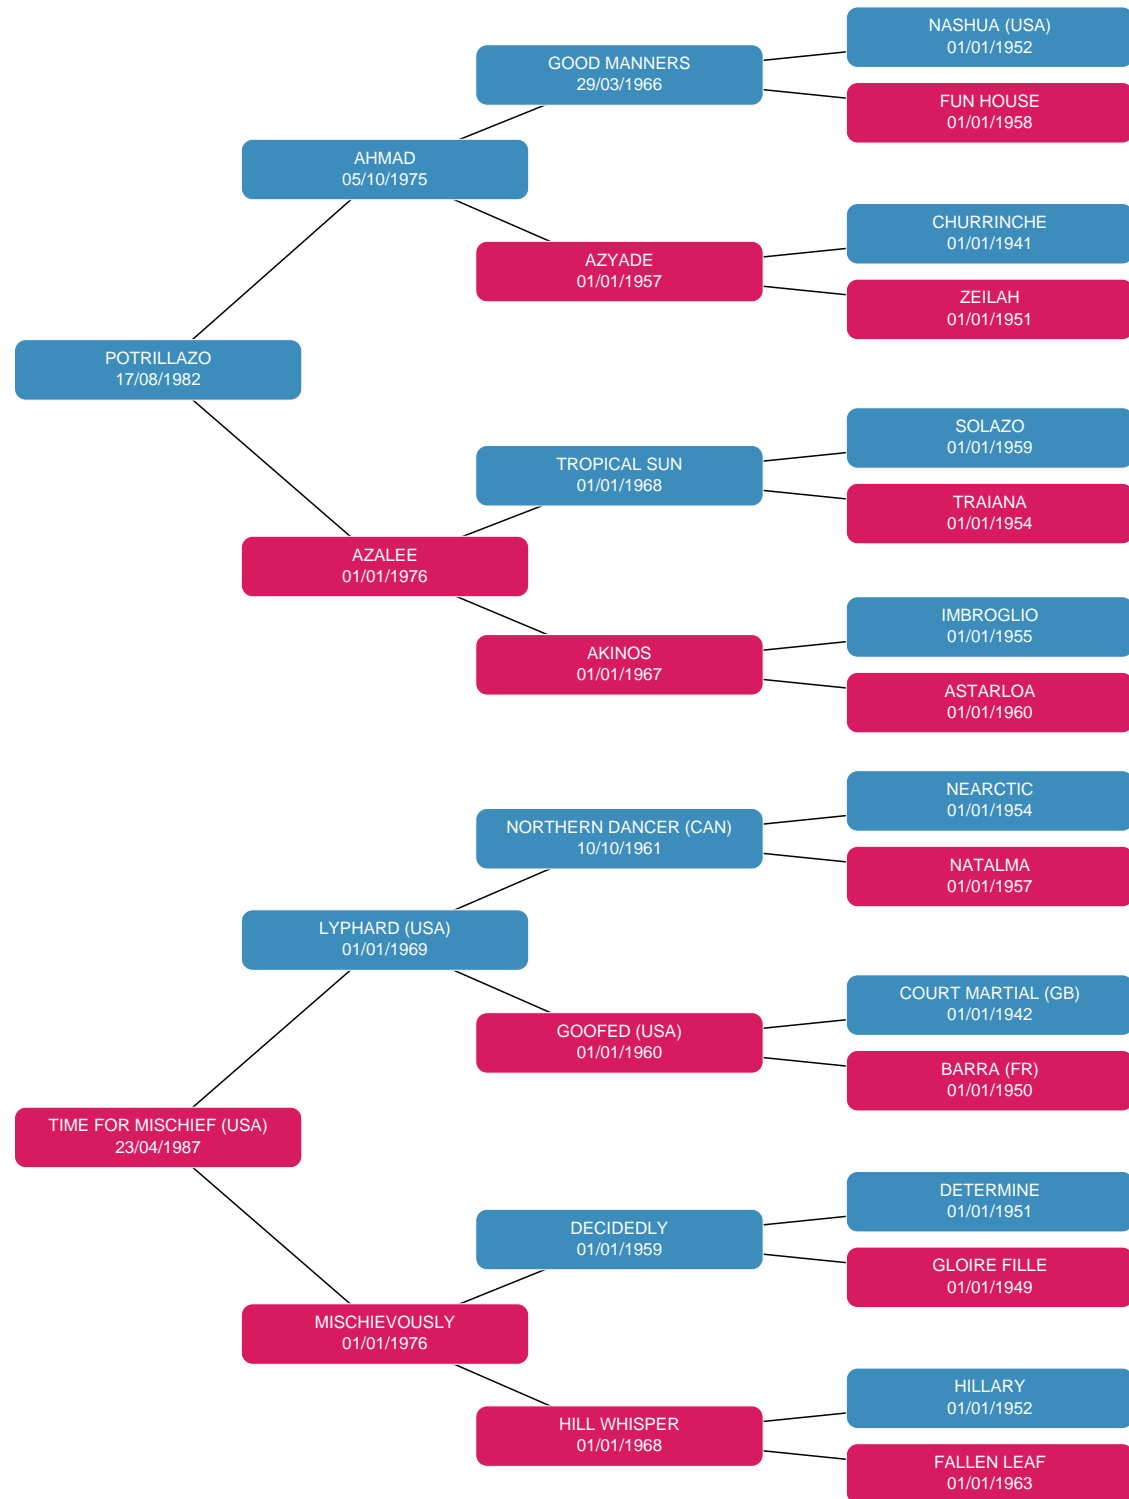 NASHUA (USA)
01/01/1952
GOOD MANNERS
29/03/1966
FUN HOUSE
01/01/1958
AHMAD
05/10/1975
CHURRINCHE
01/01/1941
AZYADE
01/01/1957
ZEILAH
01/01/1951
POTRILLAZO
17/08/1982
SOLAZO
01/01/1959
TROPICAL SUN
01/01/1968
TRAIANA
01/01/1954
AZALEE
01/01/1976
IMBROGLIO
01/01/1955
AKINOS
01/01/1967
ASTARLOA
01/01/1960
NEARCTIC
01/01/1954
NORTHERN DANCER (CAN)
10/10/1961
NATALMA
01/01/1957
LYPHARD (USA)
01/01/1969
COURT MARTIAL (GB)
01/01/1942
GOOFED (USA)
01/01/1960
BARRA (FR)
01/01/1950
TIME FOR MISCHIEF (USA)
23/04/1987
DETERMINE
01/01/1951
DECIDEDLY
01/01/1959
GLOIRE FILLE
01/01/1949
MISCHIEVOUSLY
01/01/1976
HILLARY
01/01/1952
HILL WHISPER
01/01/1968
FALLEN LEAF
01/01/1963